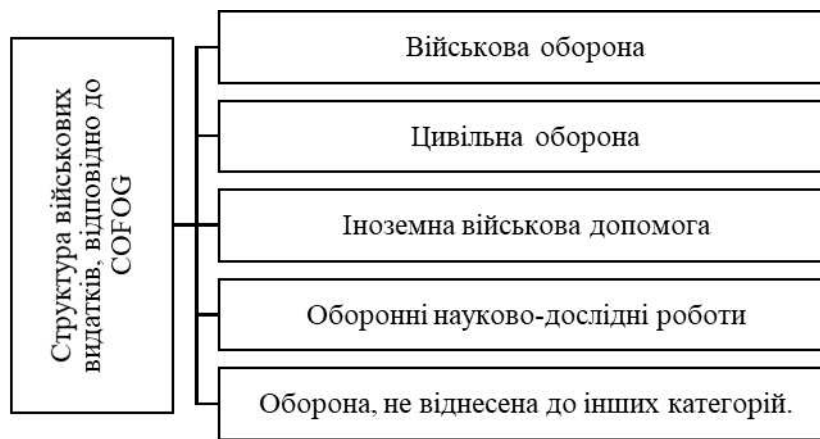 Структура військових
видатків, відповідно до
COFOG
Військова оборона
Цивільна оборона
Іноземна військова допомога
Оборонні науково-дослідні роботи
Оборона, не віднесена до інших категорій.